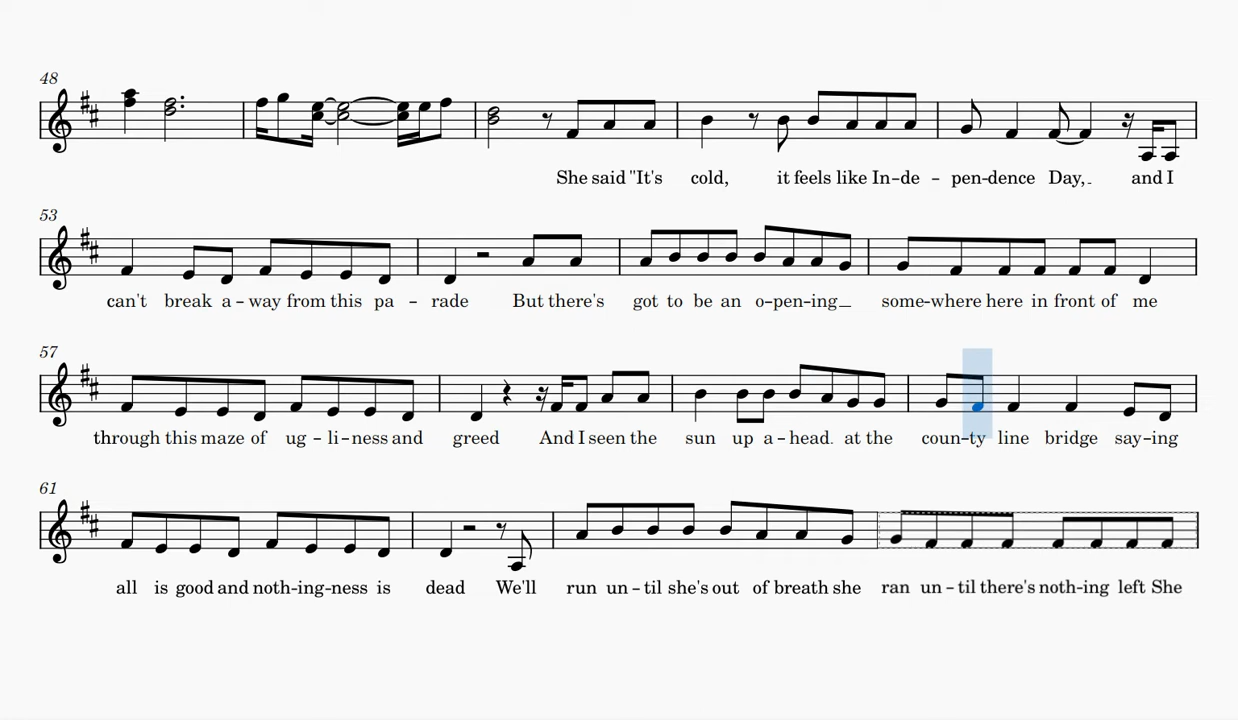 48
She said "It's cold, it feels like In-de-pen-dence Day, and I
53
can't break a-way from this pa-rade But there's got to be an o-pen-ing_ some-where here in front of me
57
through this maze of ug-li-ness and greed And I seen the sun up a-head. at the coun-ty line bridge say-ing
61
all is good and noth-ing-ness is dead We'll run un-til she's out of breath she ran un-til there's noth-ing left She